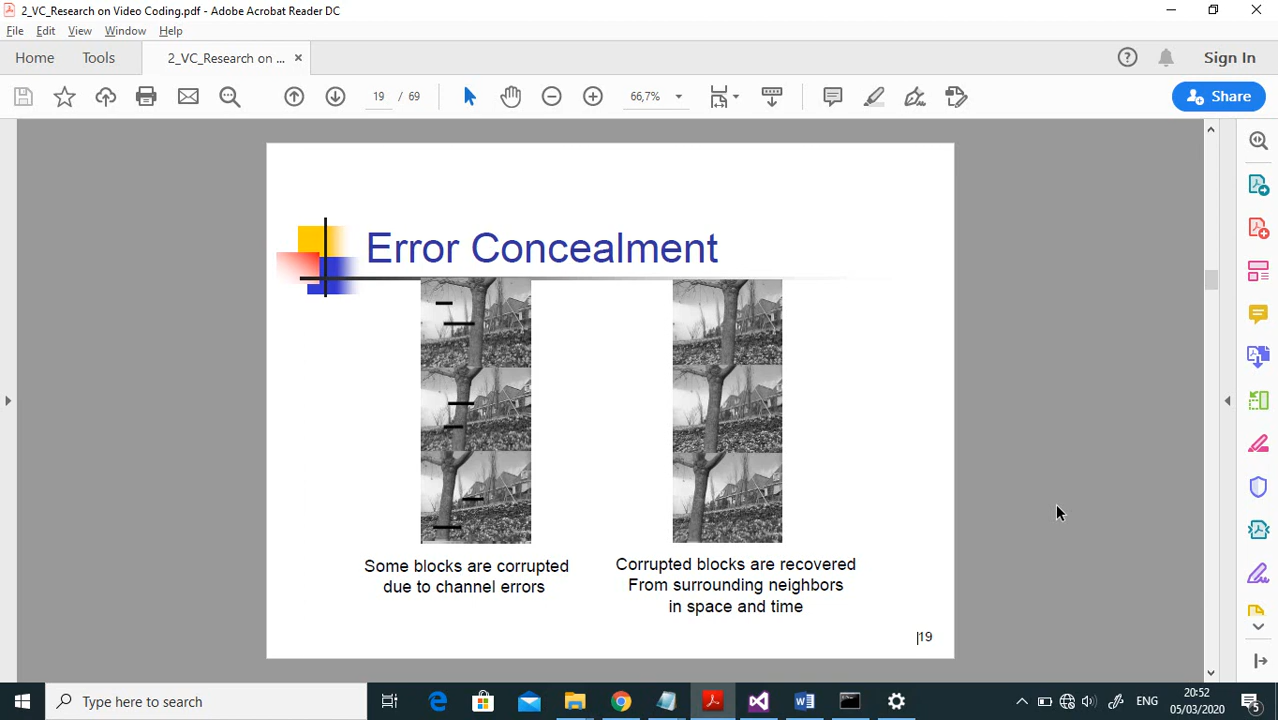 2_VC_Research on Video Coding.pdf - Adobe Acrobat Reader DC
File Edit View Window Help
Home Tools 2_VC_Research on ... × Sign In
19 / 69 66,7% Share
Error Concealment
Some blocks are corrupted
due to channel errors
Corrupted blocks are recovered
From surrounding neighbors
in space and time
|19
Type here to search
ENG
20:52
05/03/2020
5